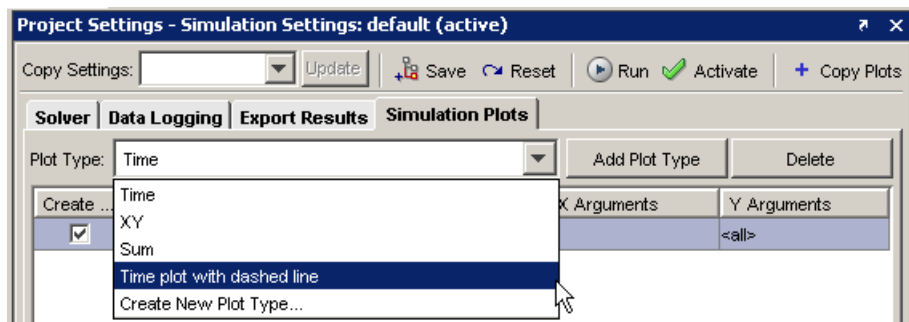 Project Settings - Simulation Settings: default (active)
Copy Settings: Update Save Reset Run Activate Copy Plots
Solver Data Logging Export Results Simulation Plots
Plot Type: Time Add Plot Type Delete
Create ... X Arguments Y Arguments
<all>
Time
XY
Sum
Time plot with dashed line
Create New Plot Type...